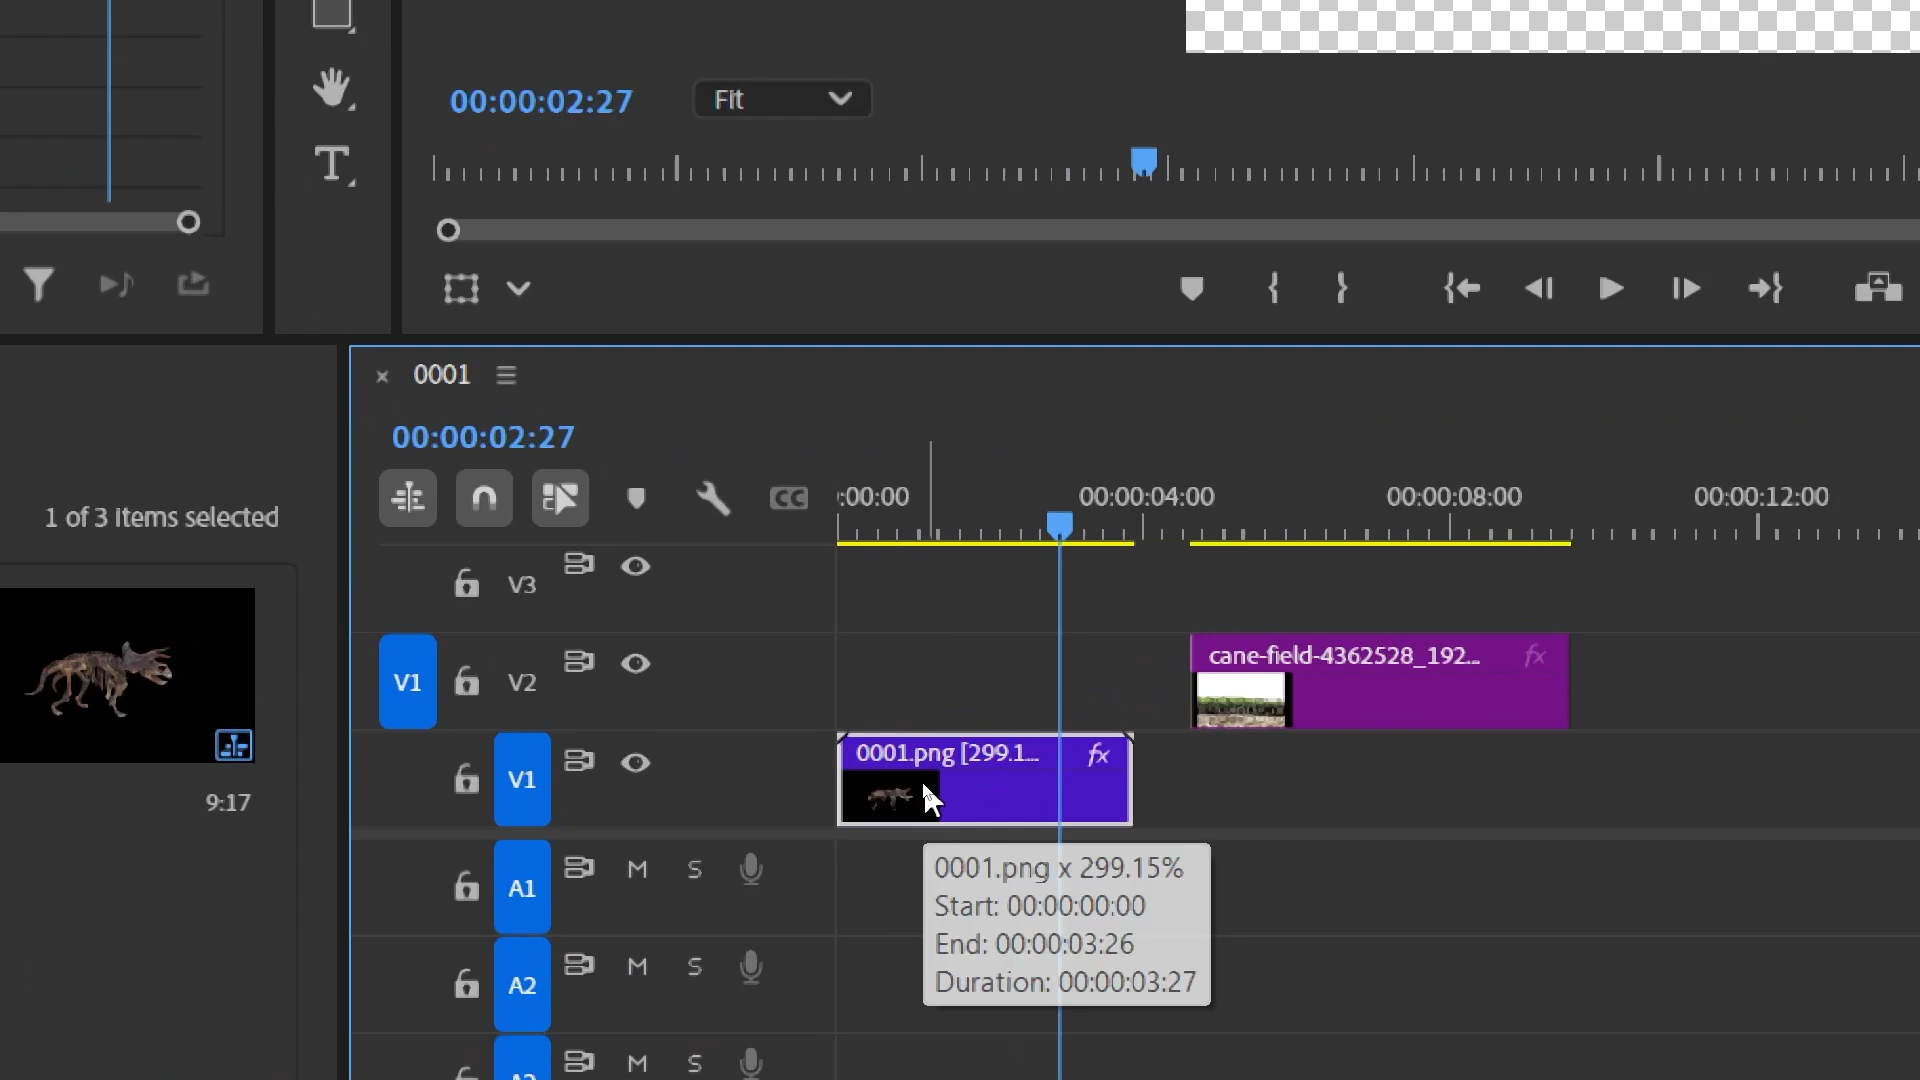 00:00:02:27
Fit
0001
00:00:02:27
1 of 3 items selected
CC
:00:00
00:00:04:00
00:00:08:00
00:00:12:00
V3
V1
V2
cane-field-4362528_192...
fx
V1
0001.png [299.1...
fx
9:17
A1
M
S
0001.png x 299.15%
Start: 00:00:00:00
End: 00:00:03:26
Duration: 00:00:03:27
A2
M
S
M
S